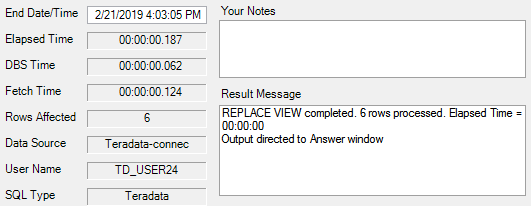 End Date/Time 2/21/2019 4:03:05 PM
Elapsed Time 00:00:00.187
DBS Time 00:00:00.062
Fetch Time 00:00:00.124
Rows Affected 6
Data Source Teradata-connec
User Name TD_USER24
SQL Type Teradata
Your Notes
Result Message
REPLACE VIEW completed. 6 rows processed. Elapsed Time =
00:00:00
Output directed to Answer window